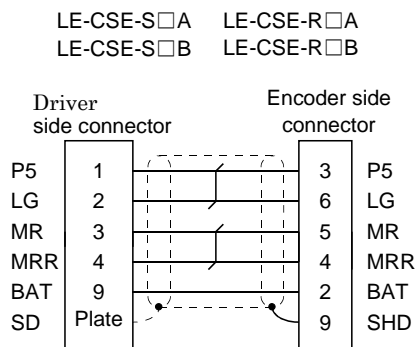 LE-CSE-S□A LE-CSE-R□A
LE-CSE-S□B LE-CSE-R□B
Driver
side connector
Encoder side
connector
P5 1 3 P5
LG 2 6 LG
MR 3 5 MR
MRR 4 4 MRR
BAT 9 2 BAT
SD Plate 9 SHD